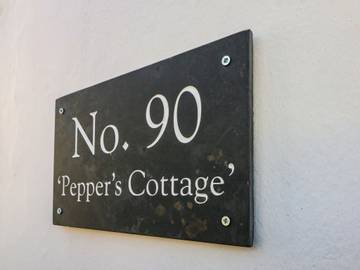 No. 90
‘Pepper’s Cottage’